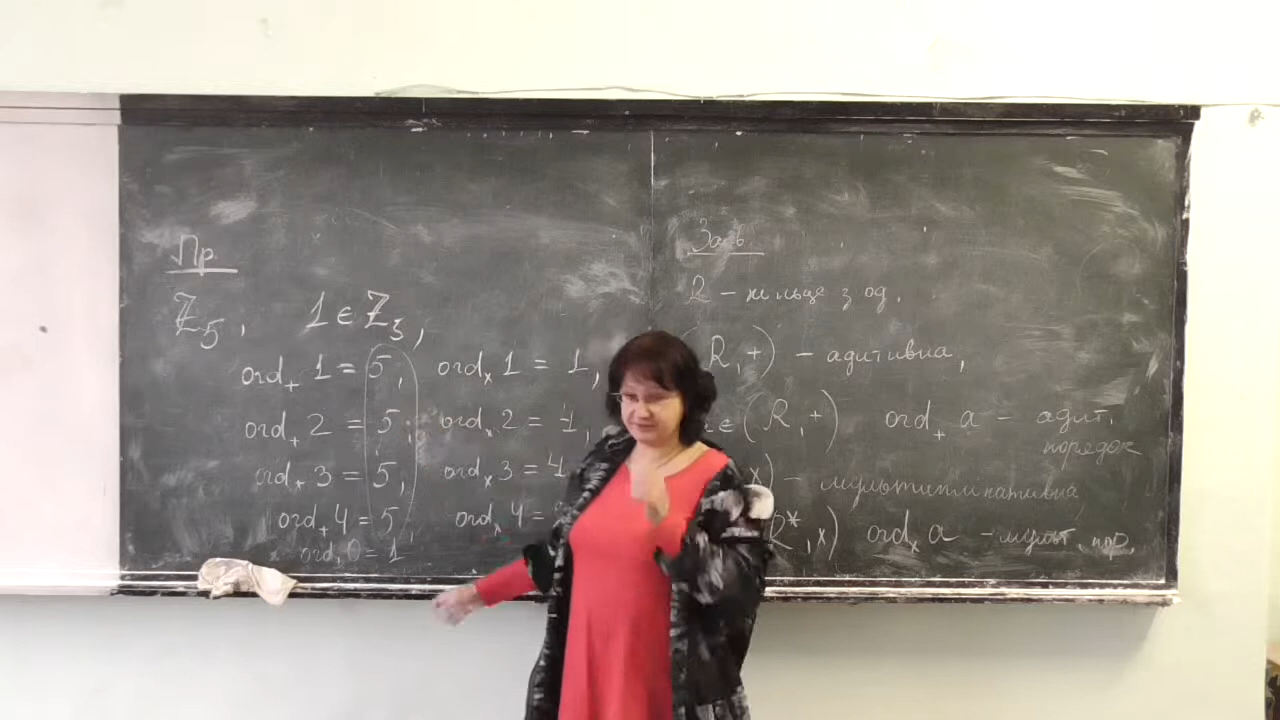 Пр
ℤ₅, 1 ∈ ℤ₅,
ord₊ 1 = 5, ordₓ 1 = 1,
ord₊ 2 = 5, ordₓ 2 = 4,
ord₊ 3 = 5, ordₓ 3 = 4
ord₊ 4 = 5, ordₓ 4 =
ord₊ 0 = 1
Заув.
R – кільце з од.
R, +) – адитивна,
∈ (R, +) ord₊ a – адит.
порядок
x) – мультиплікативна
R*, x) ordₓ a – мульт. пор.